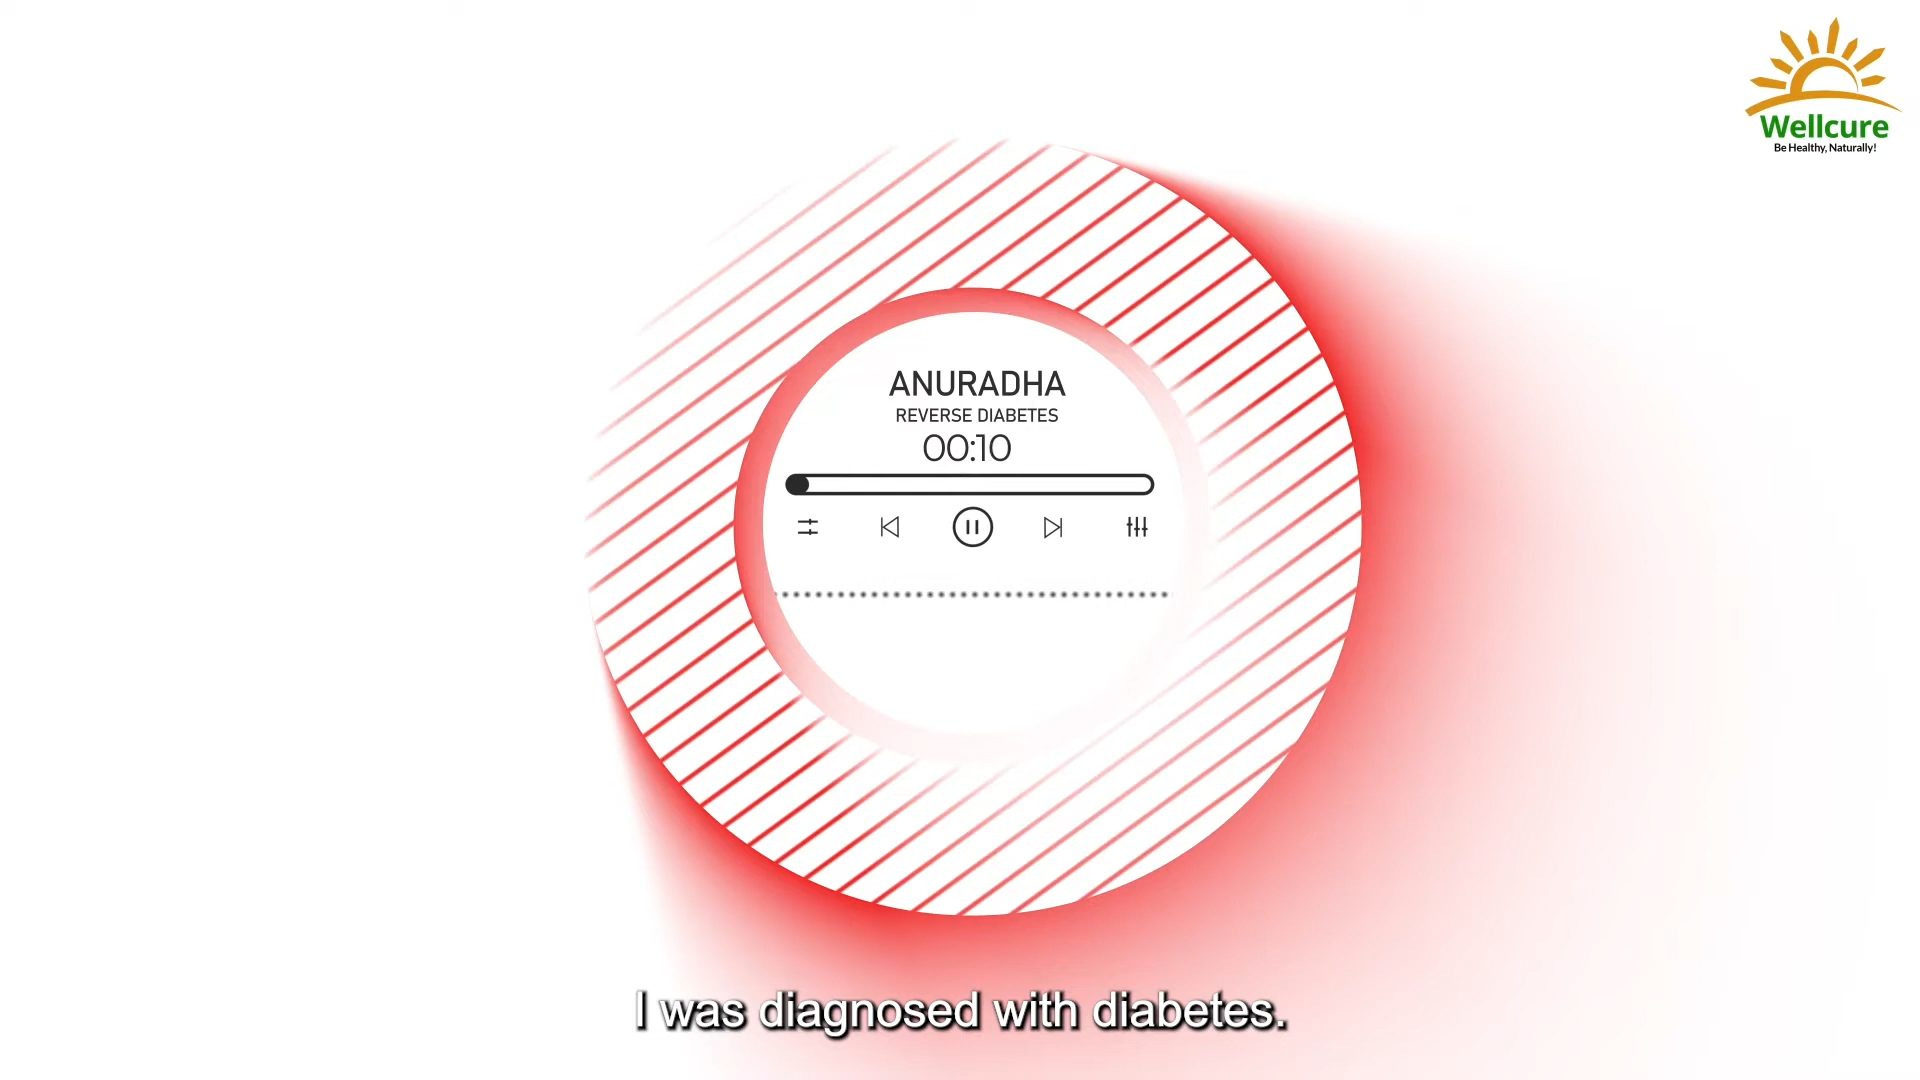 Wellcure
Be Healthy, Naturally!
ANURADHA
REVERSE DIABETES
00:10
I was diagnosed with diabetes.